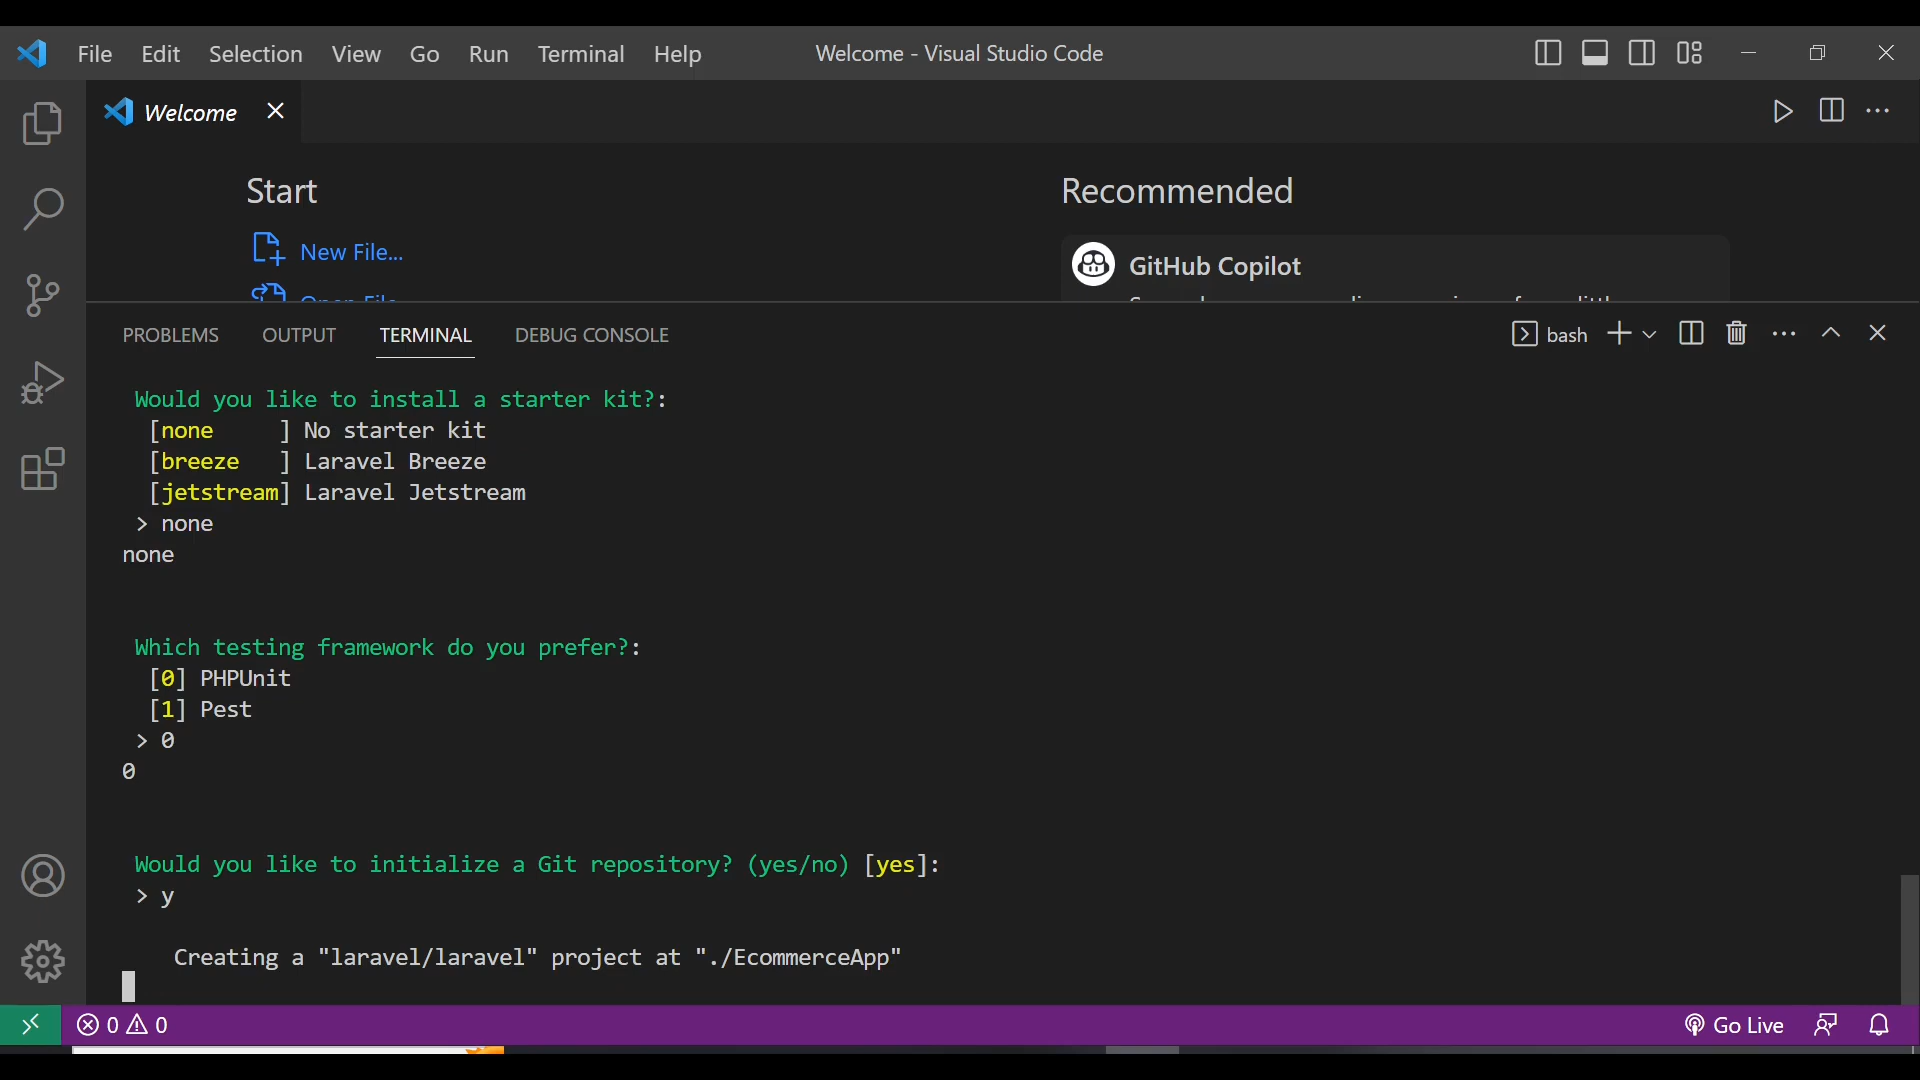 File Edit Selection View Go Run Terminal Help Welcome - Visual Studio Code
Welcome
Start
Recommended
New File...
GitHub Copilot
Open File
PROBLEMS OUTPUT TERMINAL DEBUG CONSOLE bash
Would you like to install a starter kit?:
[none     ] No starter kit
[breeze   ] Laravel Breeze
[jetstream] Laravel Jetstream
> none
none
Which testing framework do you prefer?:
[0] PHPUnit
[1] Pest
> 0
0
Would you like to initialize a Git repository? (yes/no) [yes]:
> y
Creating a "laravel/laravel" project at "./EcommerceApp"
0 0 Go Live